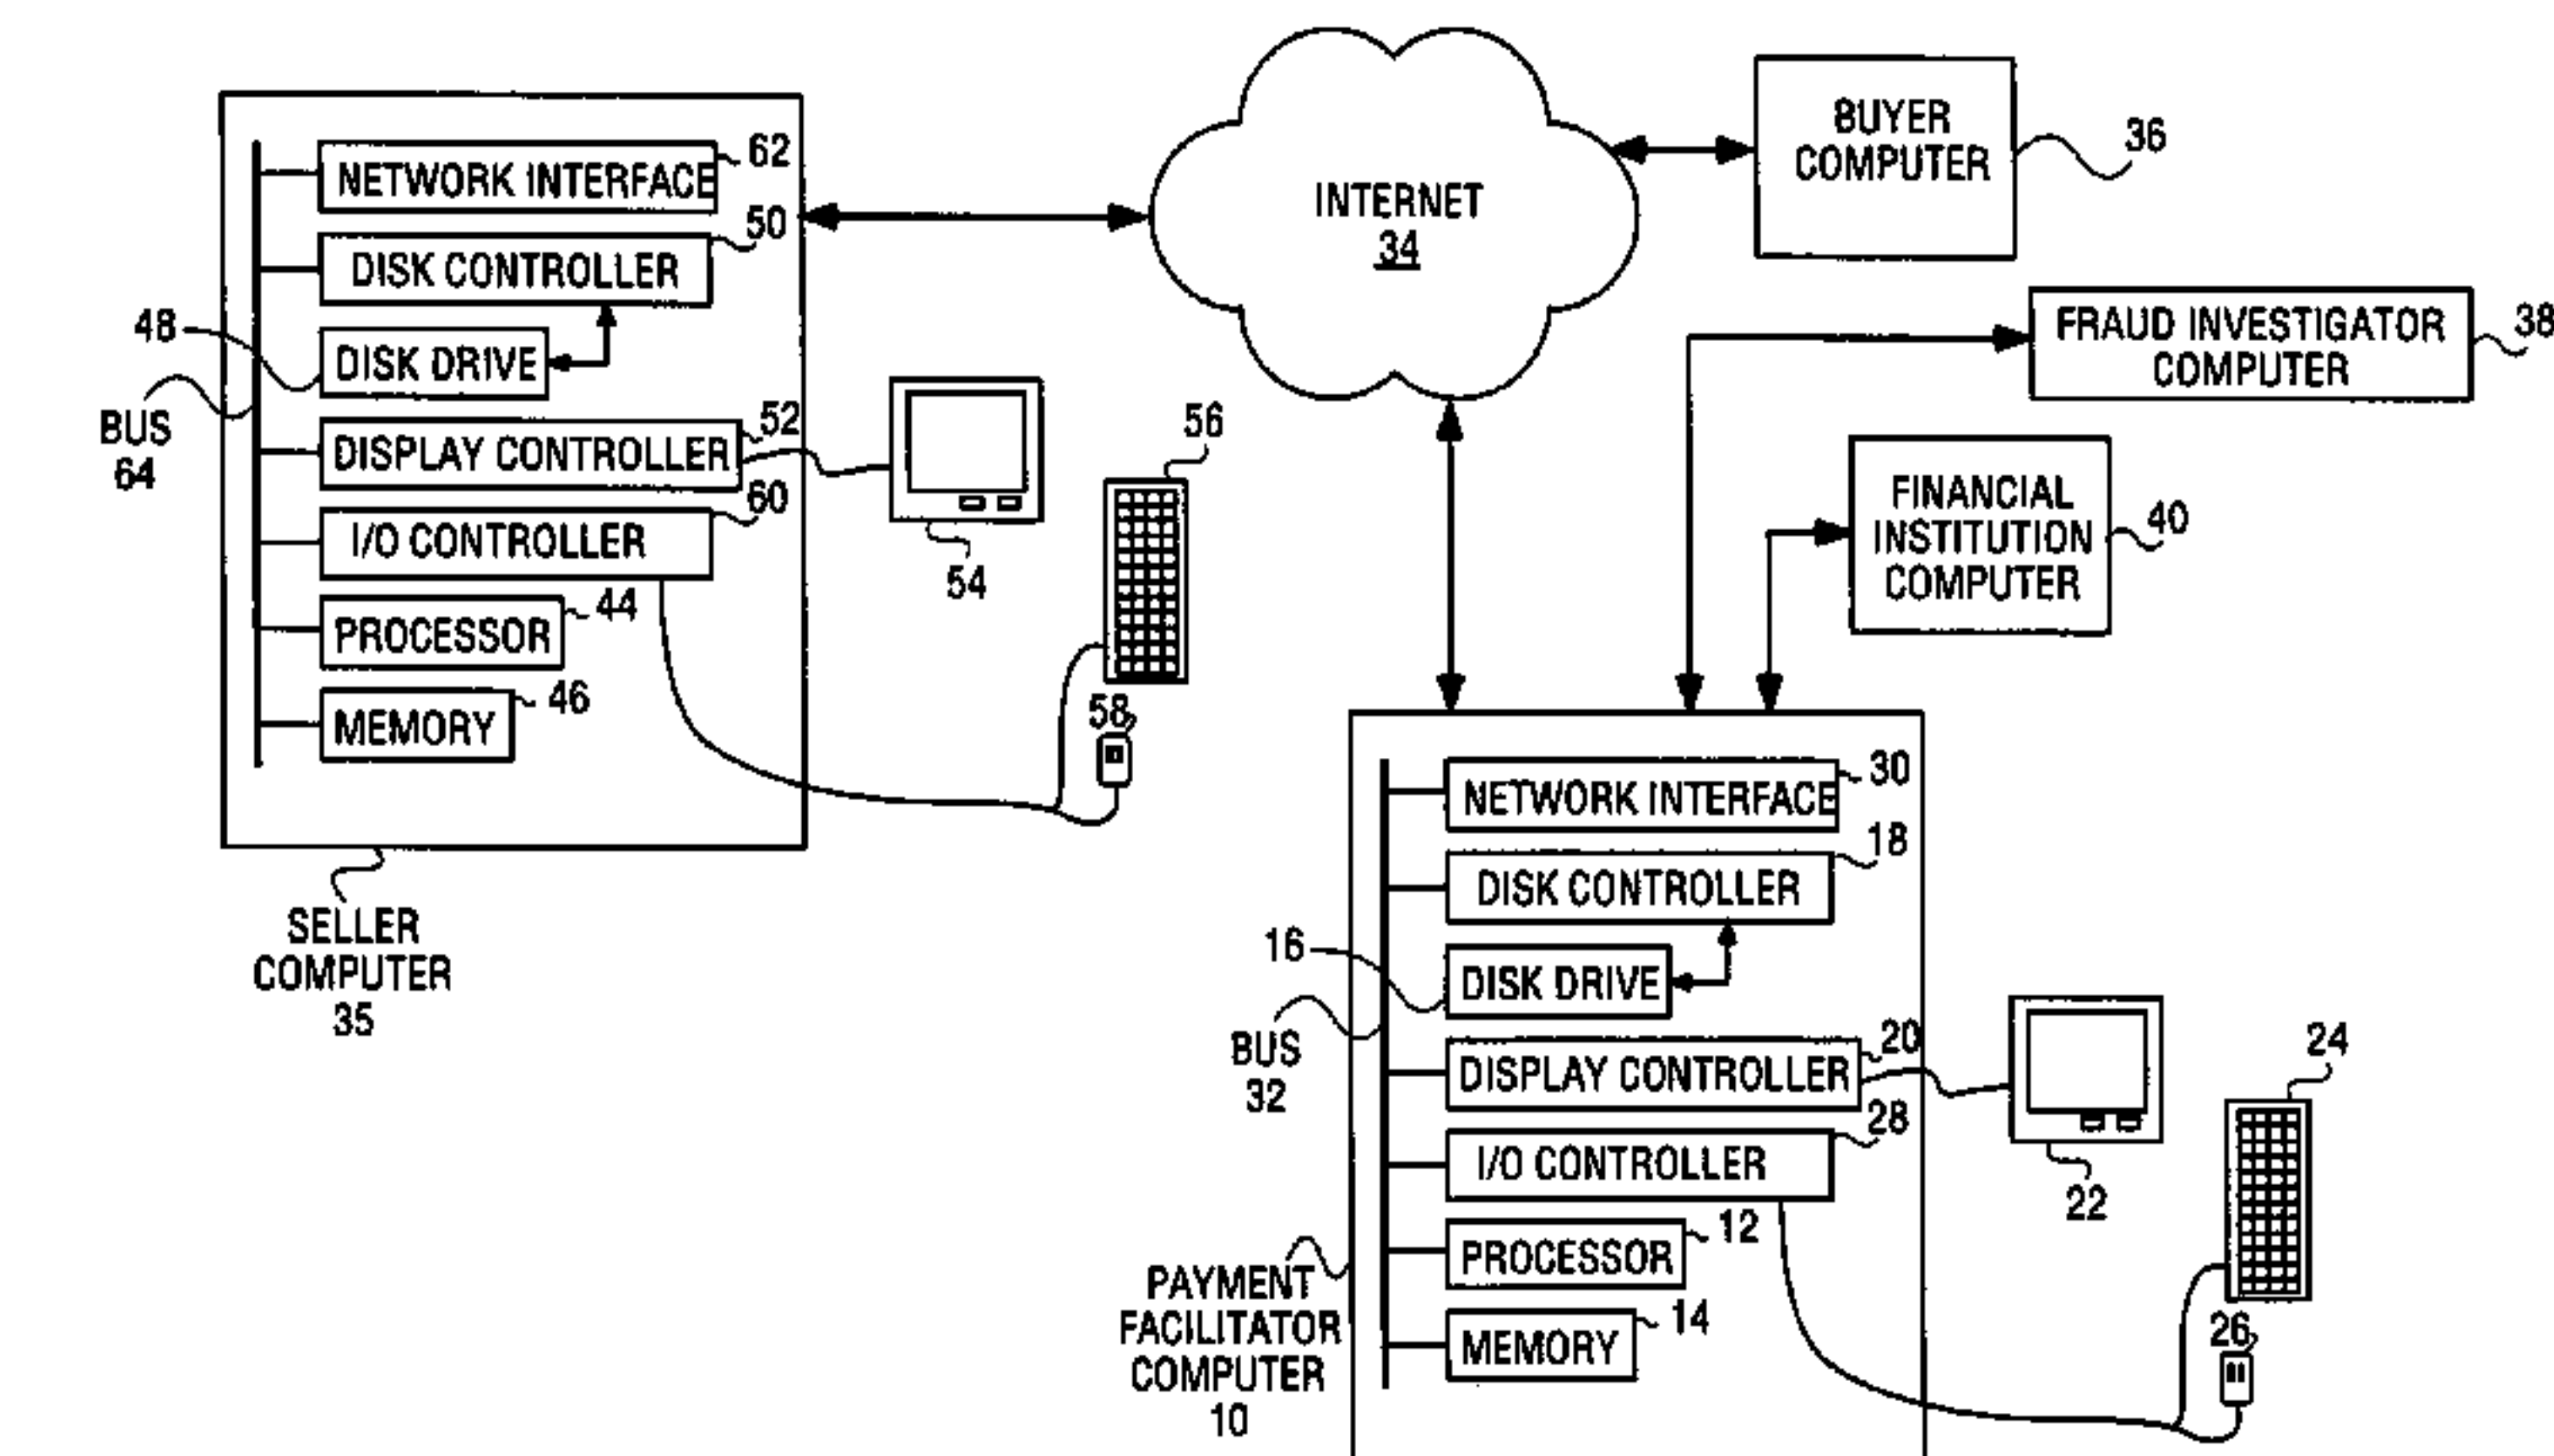 NETWORK INTERFACE
62
DISK CONTROLLER
50
48
DISK DRIVE
BUS
64
DISPLAY CONTROLLER
52
54
I/O CONTROLLER
60
56
58
PROCESSOR
44
MEMORY
46
SELLER
COMPUTER
35
INTERNET
34
BUYER
COMPUTER
36
FRAUD INVESTIGATOR
COMPUTER
38
FINANCIAL
INSTITUTION
COMPUTER
40
NETWORK INTERFACE
30
DISK CONTROLLER
18
16
DISK DRIVE
BUS
32
DISPLAY CONTROLLER
20
22
I/O CONTROLLER
28
24
26
PROCESSOR
12
MEMORY
14
PAYMENT
FACILITATOR
COMPUTER
10